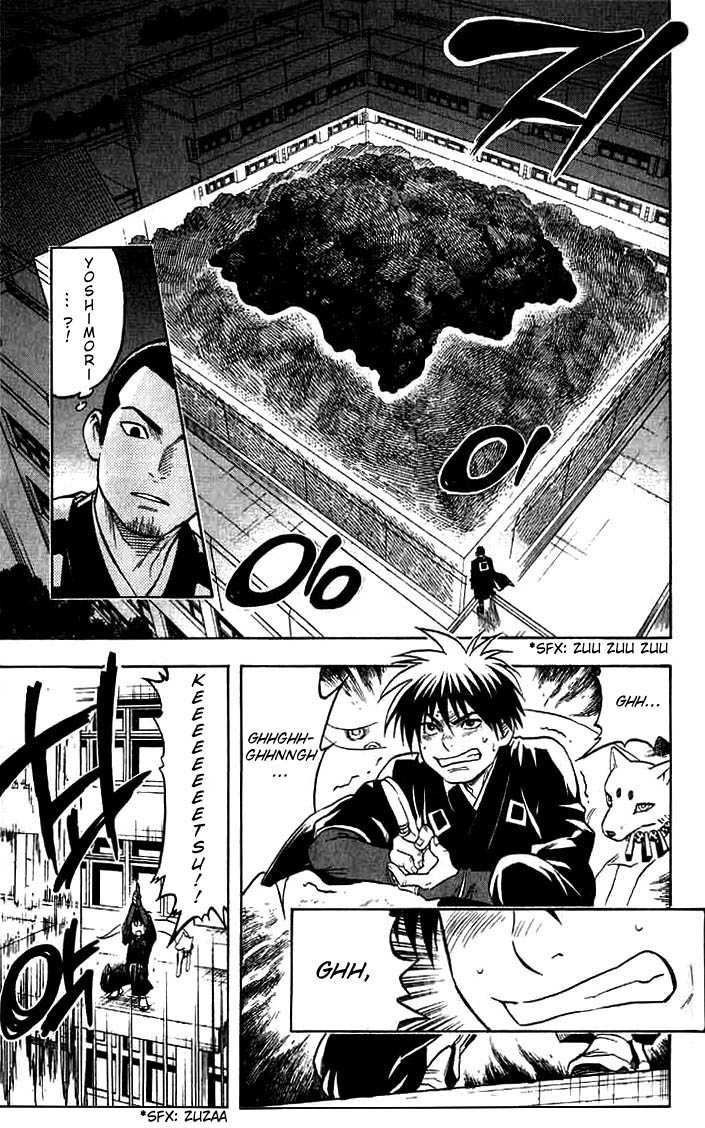 YOSHIMORI
...?!
*SFX: ZUU ZUU ZUU
GHH...
GHHGHH-
GHHNNGH
...
GHH,
KEEEEEEEETSU!!
*SFX: ZUZAA